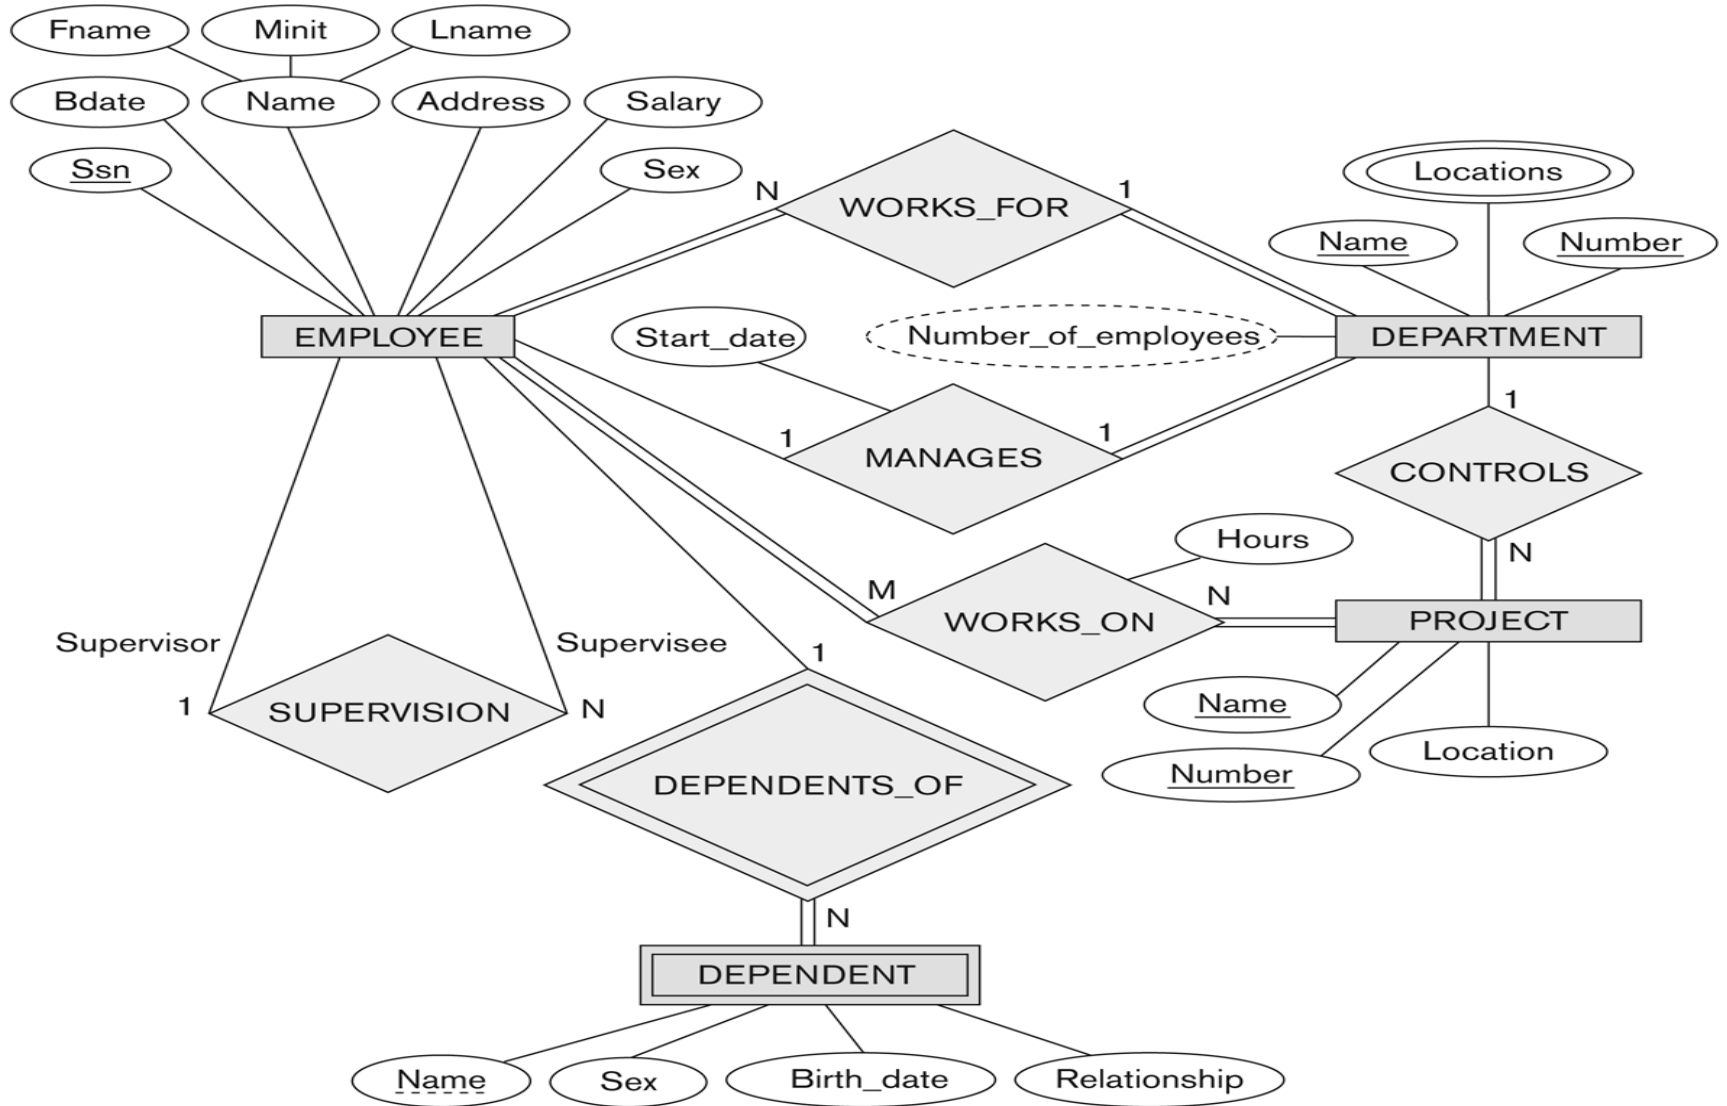 Fname
Minit
Lname
Bdate
Name
Address
Salary
Ssn
Sex
N
WORKS_FOR
1
Locations
Name
Number
EMPLOYEE
Start_date
Number_of_employees
DEPARTMENT
1
MANAGES
1
1
CONTROLS
N
Hours
M
WORKS_ON
N
PROJECT
Supervisor
Supervisee
1
SUPERVISION
N
1
Name
Number
Location
DEPENDENTS_OF
N
DEPENDENT
Name
Sex
Birth_date
Relationship